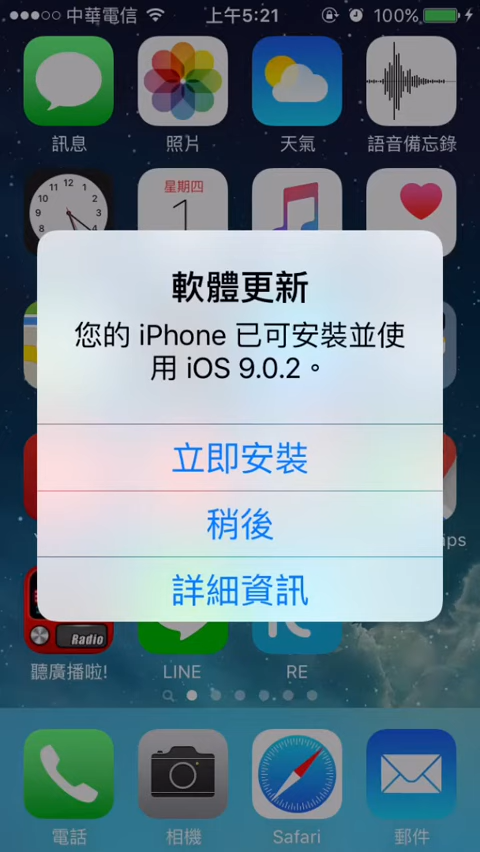 中華電信 上午5:21 100%
訊息 照片 天氣 語音備忘錄
星期四
1
軟體更新
您的 iPhone 已可安裝並使
用 iOS 9.0.2。
立即安裝
稍後
詳細資訊
Radio
聽廣播啦! LINE RE
電話 相機 Safari 郵件